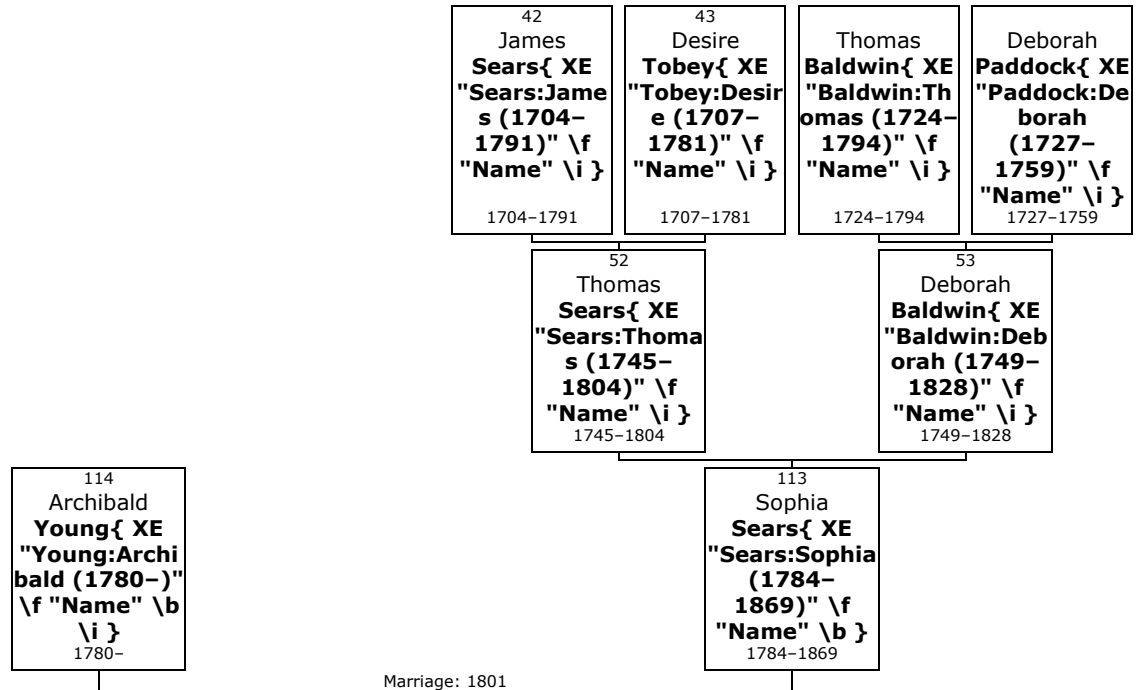 42
James
Sears{ XE
"Sears:Jame
s (1704–
1791)" \f
"Name" \i }
1704–1791
43
Desire
Tobey{ XE
"Tobey:Desir
e (1707–
1781)" \f
"Name" \i }
1707–1781
Thomas
Baldwin{ XE
"Baldwin:Th
omas (1724–
1794)" \f
"Name" \i }
1724–1794
Deborah
Paddock{ XE
"Paddock:De
borah
(1727–
1759)" \f
"Name" \i }
1727–1759
52
Thomas
Sears{ XE
"Sears:Thoma
s (1745–
1804)" \f
"Name" \i }
1745–1804
53
Deborah
Baldwin{ XE
"Baldwin:Deb
orah (1749–
1828)" \f
"Name" \i }
1749–1828
114
Archibald
Young{ XE
"Young:Archi
bald (1780–)"
\f "Name" \b
\i }
1780–
113
Sophia
Sears{ XE
"Sears:Sophia
(1784–
1869)" \f
"Name" \b }
1784–1869
Marriage: 1801